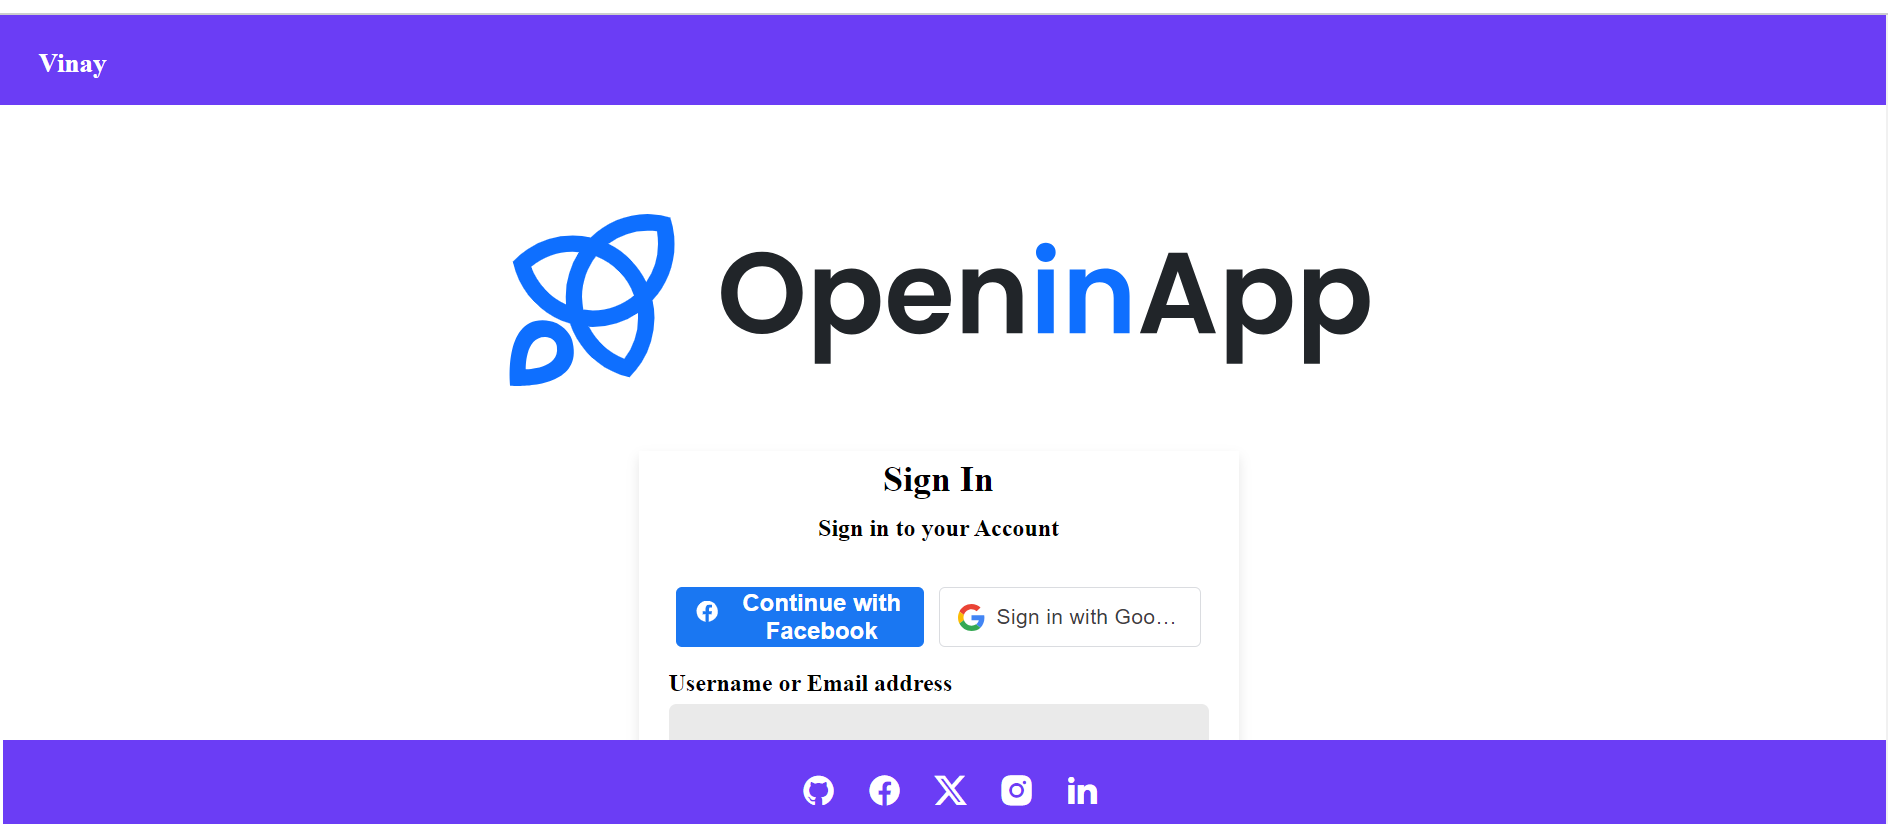 Vinay
OpeninApp
Sign In
Sign in to your Account
Continue with
Facebook
Sign in with Goo...
Username or Email address